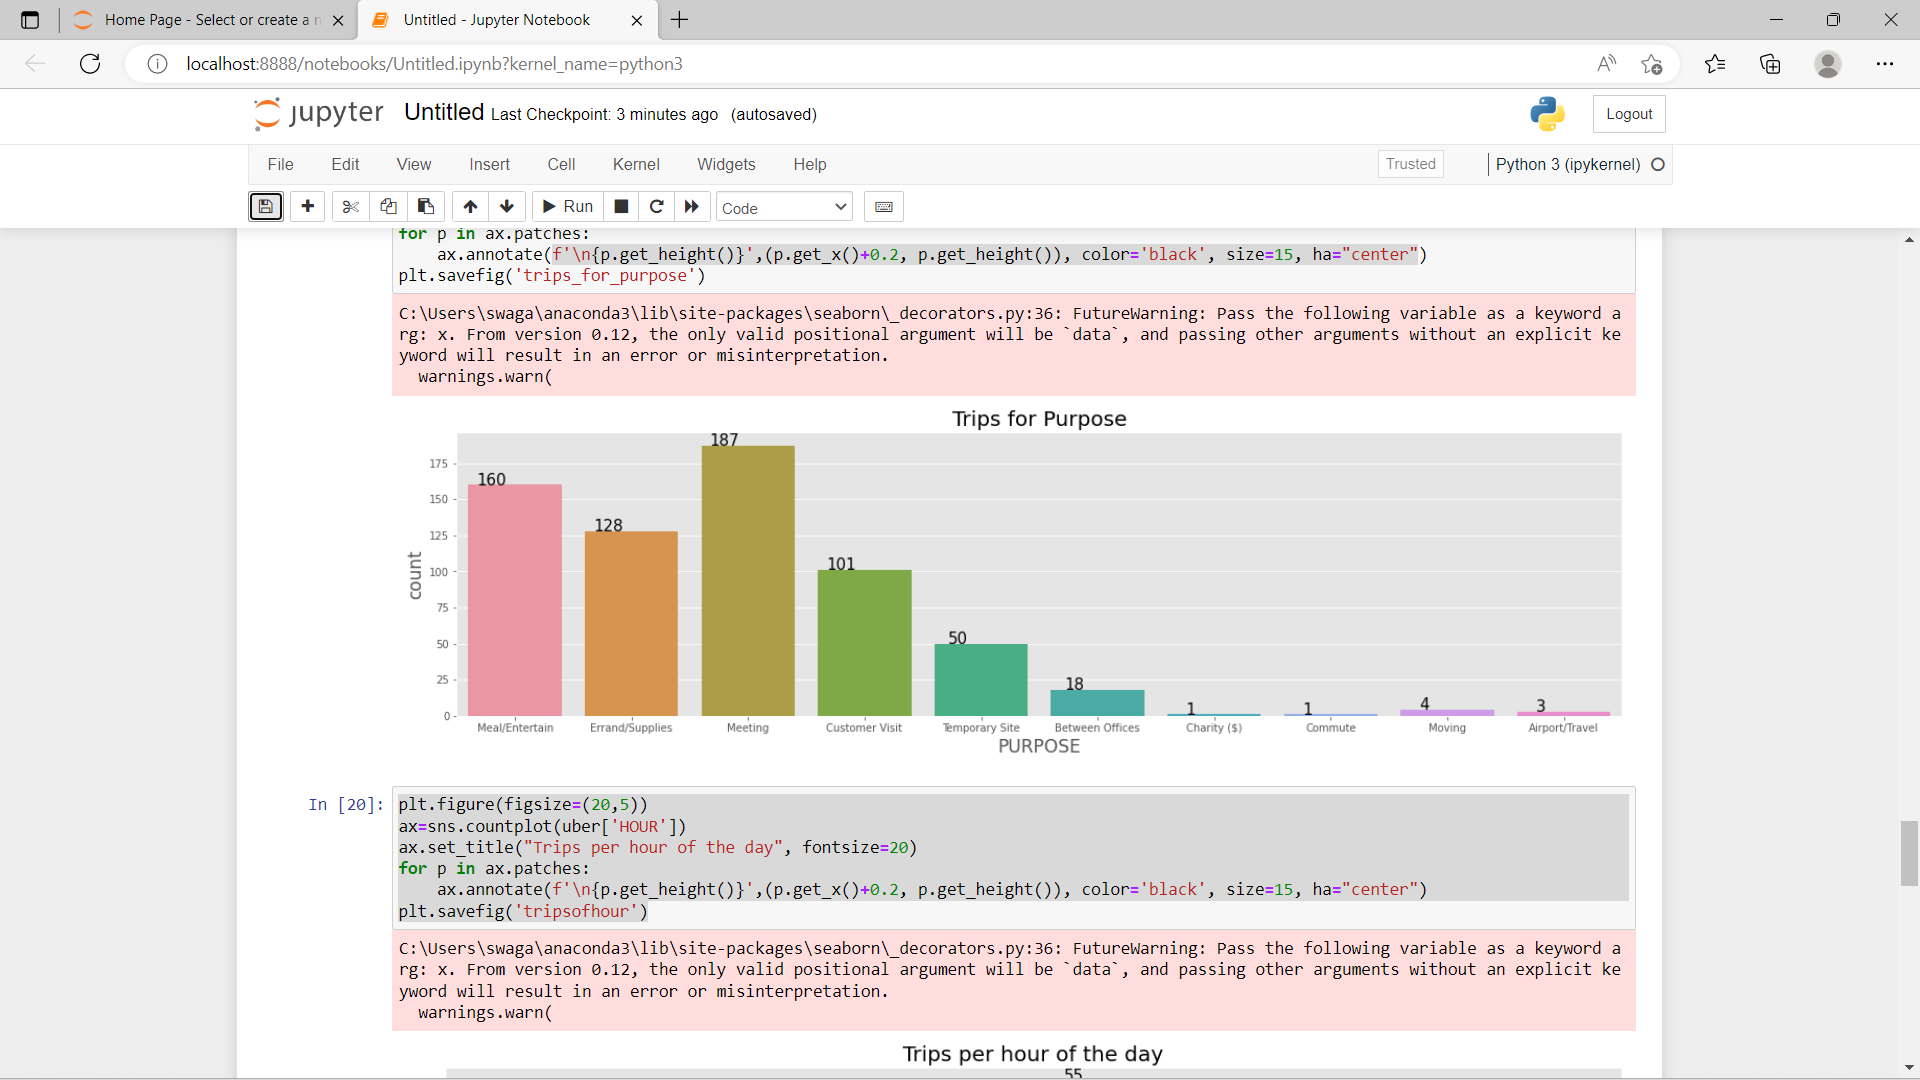 Home Page - Select or create a n
Untitled - Jupyter Notebook
localhost:8888/notebooks/Untitled.ipynb?kernel_name=python3
jupyter Untitled Last Checkpoint: 3 minutes ago (autosaved)
Logout
File Edit View Insert Cell Kernel Widgets Help
Trusted
Python 3 (ipykernel)
Run
Code
for p in ax.patches:
    ax.annotate(f'\n{p.get_height()}',(p.get_x()+0.2, p.get_height()), color='black', size=15, ha="center")
plt.savefig('trips_for_purpose')
C:\Users\swaga\anaconda3\lib\site-packages\seaborn\_decorators.py:36: FutureWarning: Pass the following variable as a keyword a
rg: x. From version 0.12, the only valid positional argument will be `data`, and passing other arguments without an explicit ke
yword will result in an error or misinterpretation.
  warnings.warn(
Trips for Purpose
187
175
160
150
128
125
101
count
100
75
50
50
25
18
1
1
4
3
0
Meal/Entertain Errand/Supplies Meeting Customer Visit Temporary Site Between Offices Charity ($) Commute Moving Airport/Travel
PURPOSE
In [20]:
plt.figure(figsize=(20,5))
ax=sns.countplot(uber['HOUR'])
ax.set_title("Trips per hour of the day", fontsize=20)
for p in ax.patches:
    ax.annotate(f'\n{p.get_height()}',(p.get_x()+0.2, p.get_height()), color='black', size=15, ha="center")
plt.savefig('tripsofhour')
C:\Users\swaga\anaconda3\lib\site-packages\seaborn\_decorators.py:36: FutureWarning: Pass the following variable as a keyword a
rg: x. From version 0.12, the only valid positional argument will be `data`, and passing other arguments without an explicit ke
yword will result in an error or misinterpretation.
  warnings.warn(
Trips per hour of the day
55